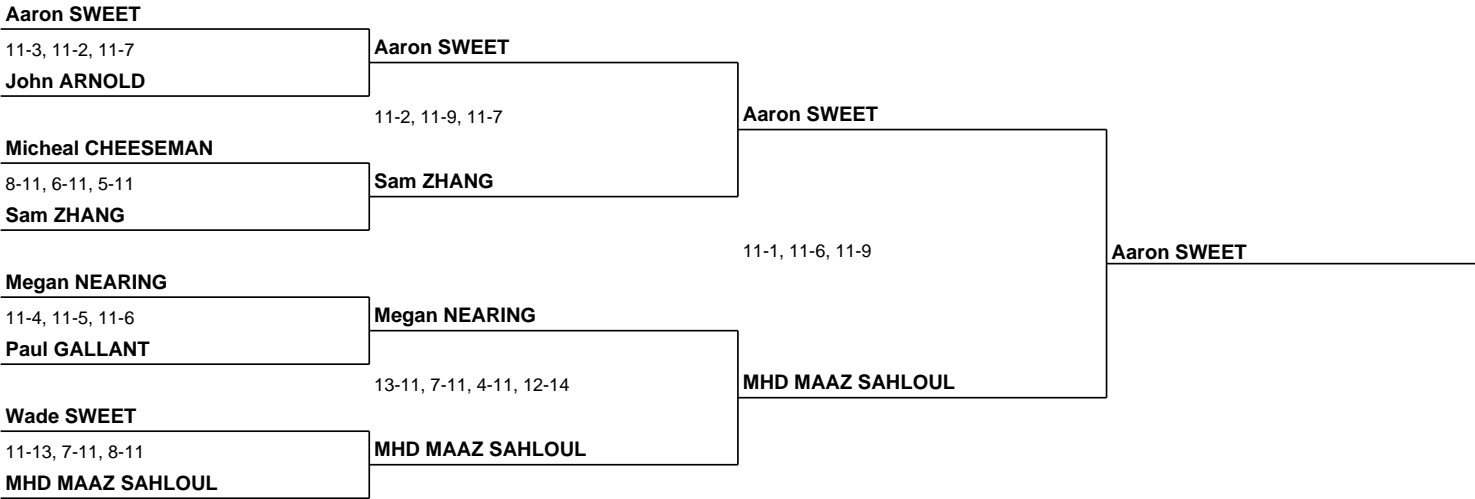 Aaron SWEET
11-3, 11-2, 11-7
Aaron SWEET
John ARNOLD
11-2, 11-9, 11-7
Aaron SWEET
Micheal CHEESEMAN
8-11, 6-11, 5-11
Sam ZHANG
Sam ZHANG
11-1, 11-6, 11-9
Aaron SWEET
Megan NEARING
11-4, 11-5, 11-6
Megan NEARING
Paul GALLANT
13-11, 7-11, 4-11, 12-14
MHD MAAZ SAHLOUL
Wade SWEET
11-13, 7-11, 8-11
MHD MAAZ SAHLOUL
MHD MAAZ SAHLOUL